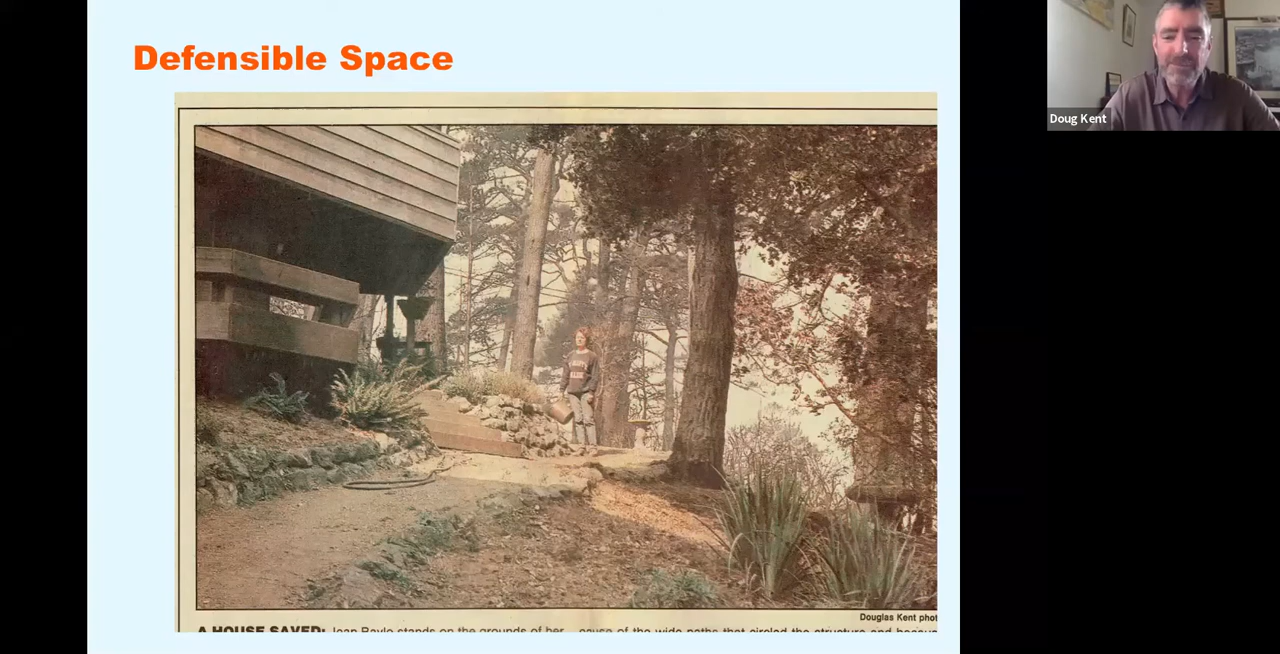 Defensible Space
Doug Kent
Douglas Kent phot
A HOUSE SAVED: Jean Baylo stands on the grounds of her cause of the wide paths that circled the structure and becaus